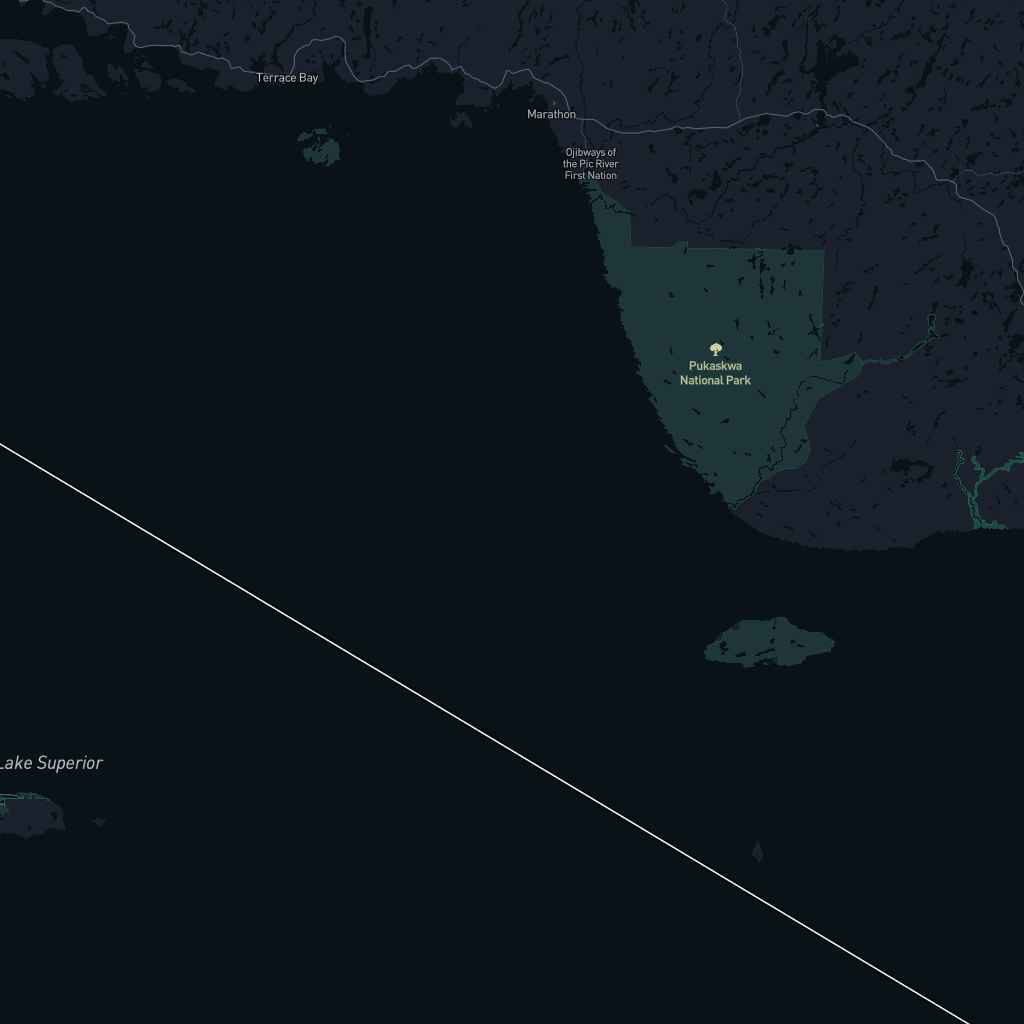 Terrace Bay
Marathon
Ojibways of
the Pic River
First Nation
Pukaskwa
National Park
Lake Superior